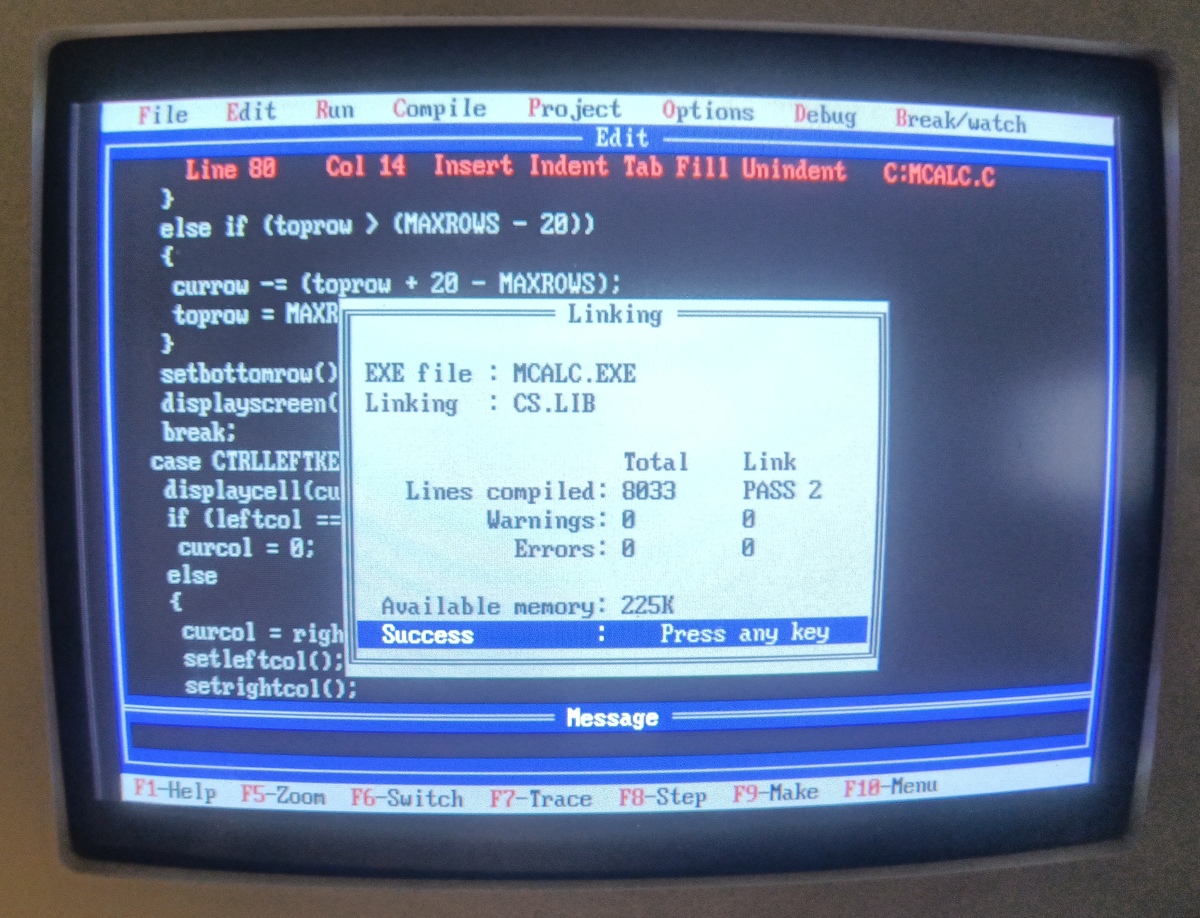 File Edit Run Compile Project Options Debug Break/watch
Edit
Line 80 Col 14 Insert Indent Tab Fill Unindent C:MCALC.C
}
else if (toprow > (MAXROWS - 20))
{
currow -= (toprow + 20 - MAXROWS);
toprow = MAXR
}
setbottomrow()
displayscreen(
break;
case CTRLLEFTKE
displaycell(cu
if (leftcol ==
curcol = 0;
else
{
curcol = righ
setleftcol();
setrightcol();
Linking
EXE file : MCALC.EXE
Linking : CS.LIB
Total Link
Lines compiled: 8033 PASS 2
Warnings: 0 0
Errors: 0 0
Available memory: 225K
Success : Press any key
Message
F1-Help F5-Zoom F6-Switch F7-Trace F8-Step F9-Make F10-Menu